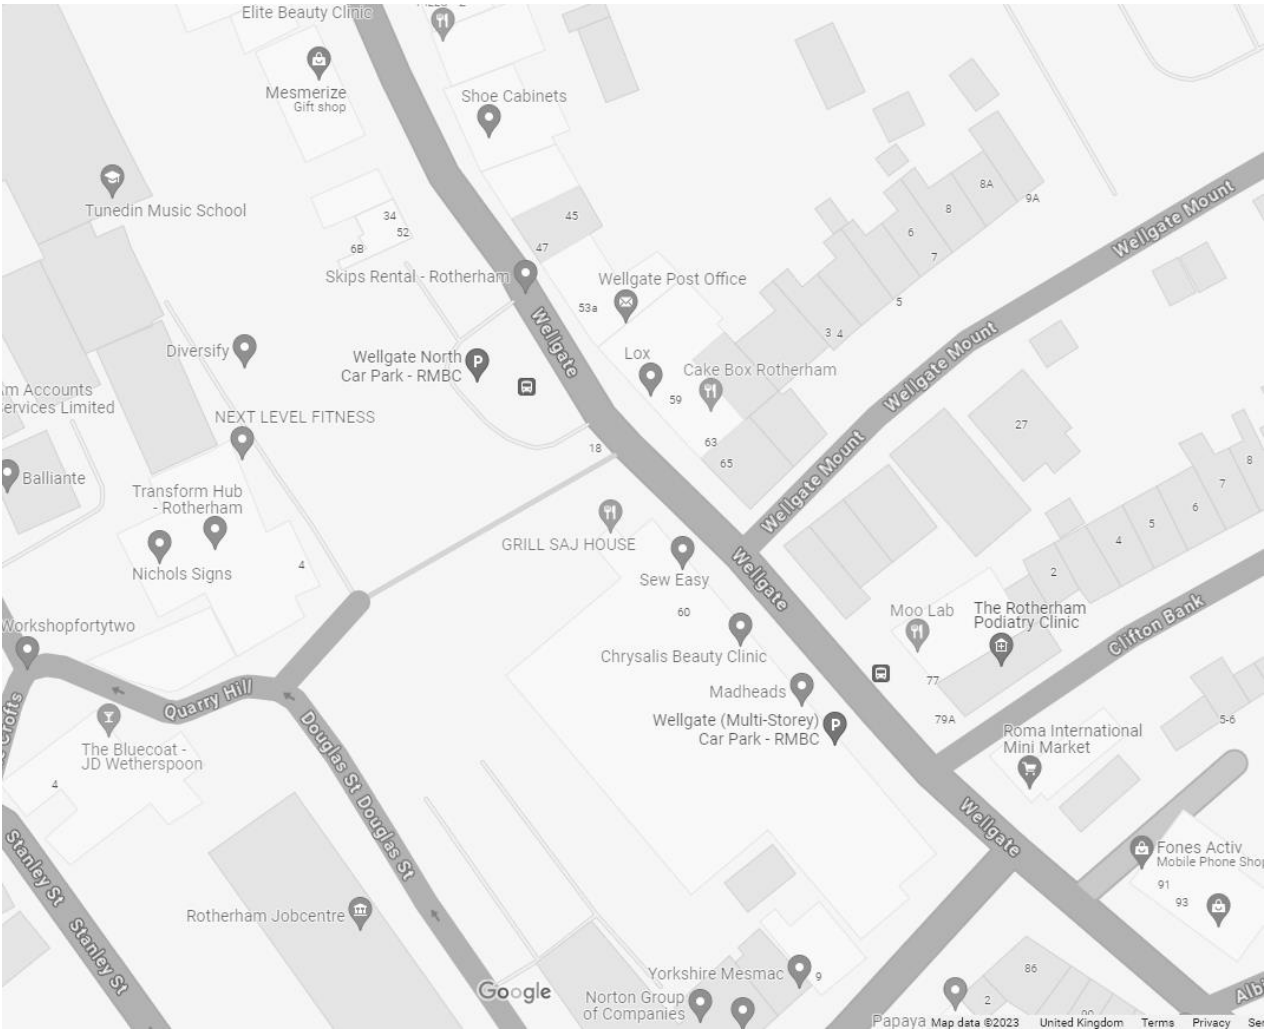 Elite Beauty Clinic
Mesmerize
Gift shop
Shoe Cabinets
Tunedin Music School
34
52
6B
45
47
8A
9A
8
6
7
5
3 4
Wellgate Mount
Skips Rental - Rotherham
Wellgate Post Office
53a
Wellgate
Diversify
Wellgate North
Car Park - RMBC
Lox
Cake Box Rotherham
59
63
65
Wellgate Mount
Wellgate Mount
27
Accounts
Services Limited
NEXT LEVEL FITNESS
18
Balliante
Transform Hub
- Rotherham
Nichols Signs
4
GRILL SAJ HOUSE
Sew Easy
60
Wellgate
8
7
6
5
4
2
Moo Lab
The Rotherham
Podiatry Clinic
Clifton Bank
Workshopfortytwo
Chrysalis Beauty Clinic
Madheads
77
79A
Wellgate (Multi-Storey)
Car Park - RMBC
Quarry Hill
Crofts
The Bluecoat -
JD Wetherspoon
4
Douglas St
Douglas St
Roma International
Mini Market
5-6
Wellgate
Fones Activ
Mobile Phone Shop
91
93
Stanley St
Stanley St
Rotherham Jobcentre
Yorkshire Mesmac
9
86
2
90
Norton Group
of Companies
Google
Papaya
Map data ©2023 United Kingdom Terms Privacy